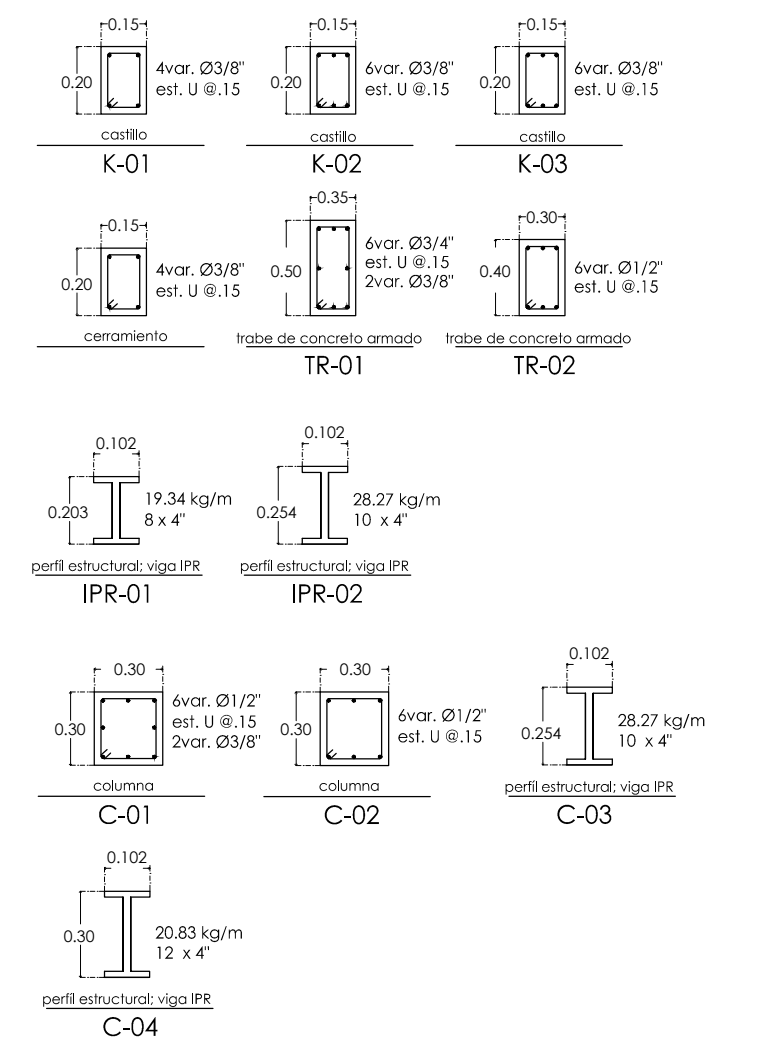 0.15
0.20
4var. Ø3/8"
est. U @.15
castillo
K-01
0.15
0.20
6var. Ø3/8"
est. U @.15
castillo
K-02
0.15
0.20
6var. Ø3/8"
est. U @.15
castillo
K-03
0.15
0.20
4var. Ø3/8"
est. U @.15
cerramiento
0.35
0.50
6var. Ø3/4"
est. U @.15
2var. Ø3/8"
trabe de concreto armado
TR-01
0.30
0.40
6var. Ø1/2"
est. U @.15
trabe de concreto armado
TR-02
0.102
0.203
19.34 kg/m
8 x 4"
perfíl estructural; viga IPR
IPR-01
0.102
0.254
28.27 kg/m
10 x 4"
perfíl estructural; viga IPR
IPR-02
0.30
0.30
6var. Ø1/2"
est. U @.15
2var. Ø3/8"
columna
C-01
0.30
0.30
6var. Ø1/2"
est. U @.15
columna
C-02
0.102
0.254
28.27 kg/m
10 x 4"
perfíl estructural; viga IPR
C-03
0.102
0.30
20.83 kg/m
12 x 4"
perfíl estructural; viga IPR
C-04